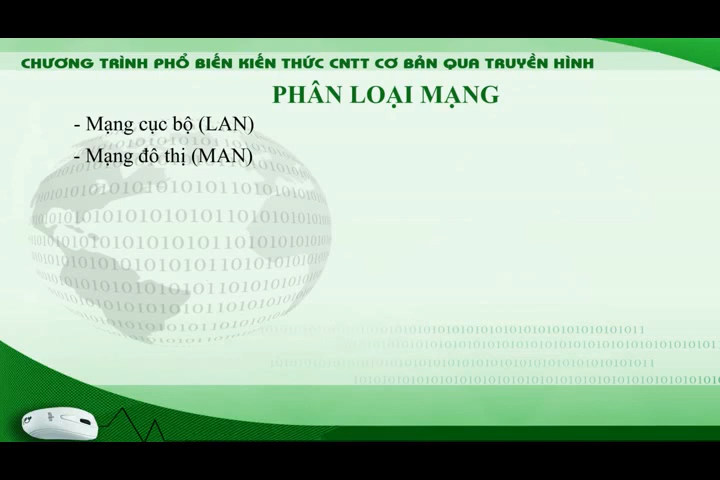 CHƯƠNG TRÌNH PHỔ BIẾN KIẾN THỨC CNTT CƠ BẢN QUA TRUYỀN HÌNH
PHÂN LOẠI MẠNG
- Mạng cục bộ (LAN)
- Mạng đô thị (MAN)